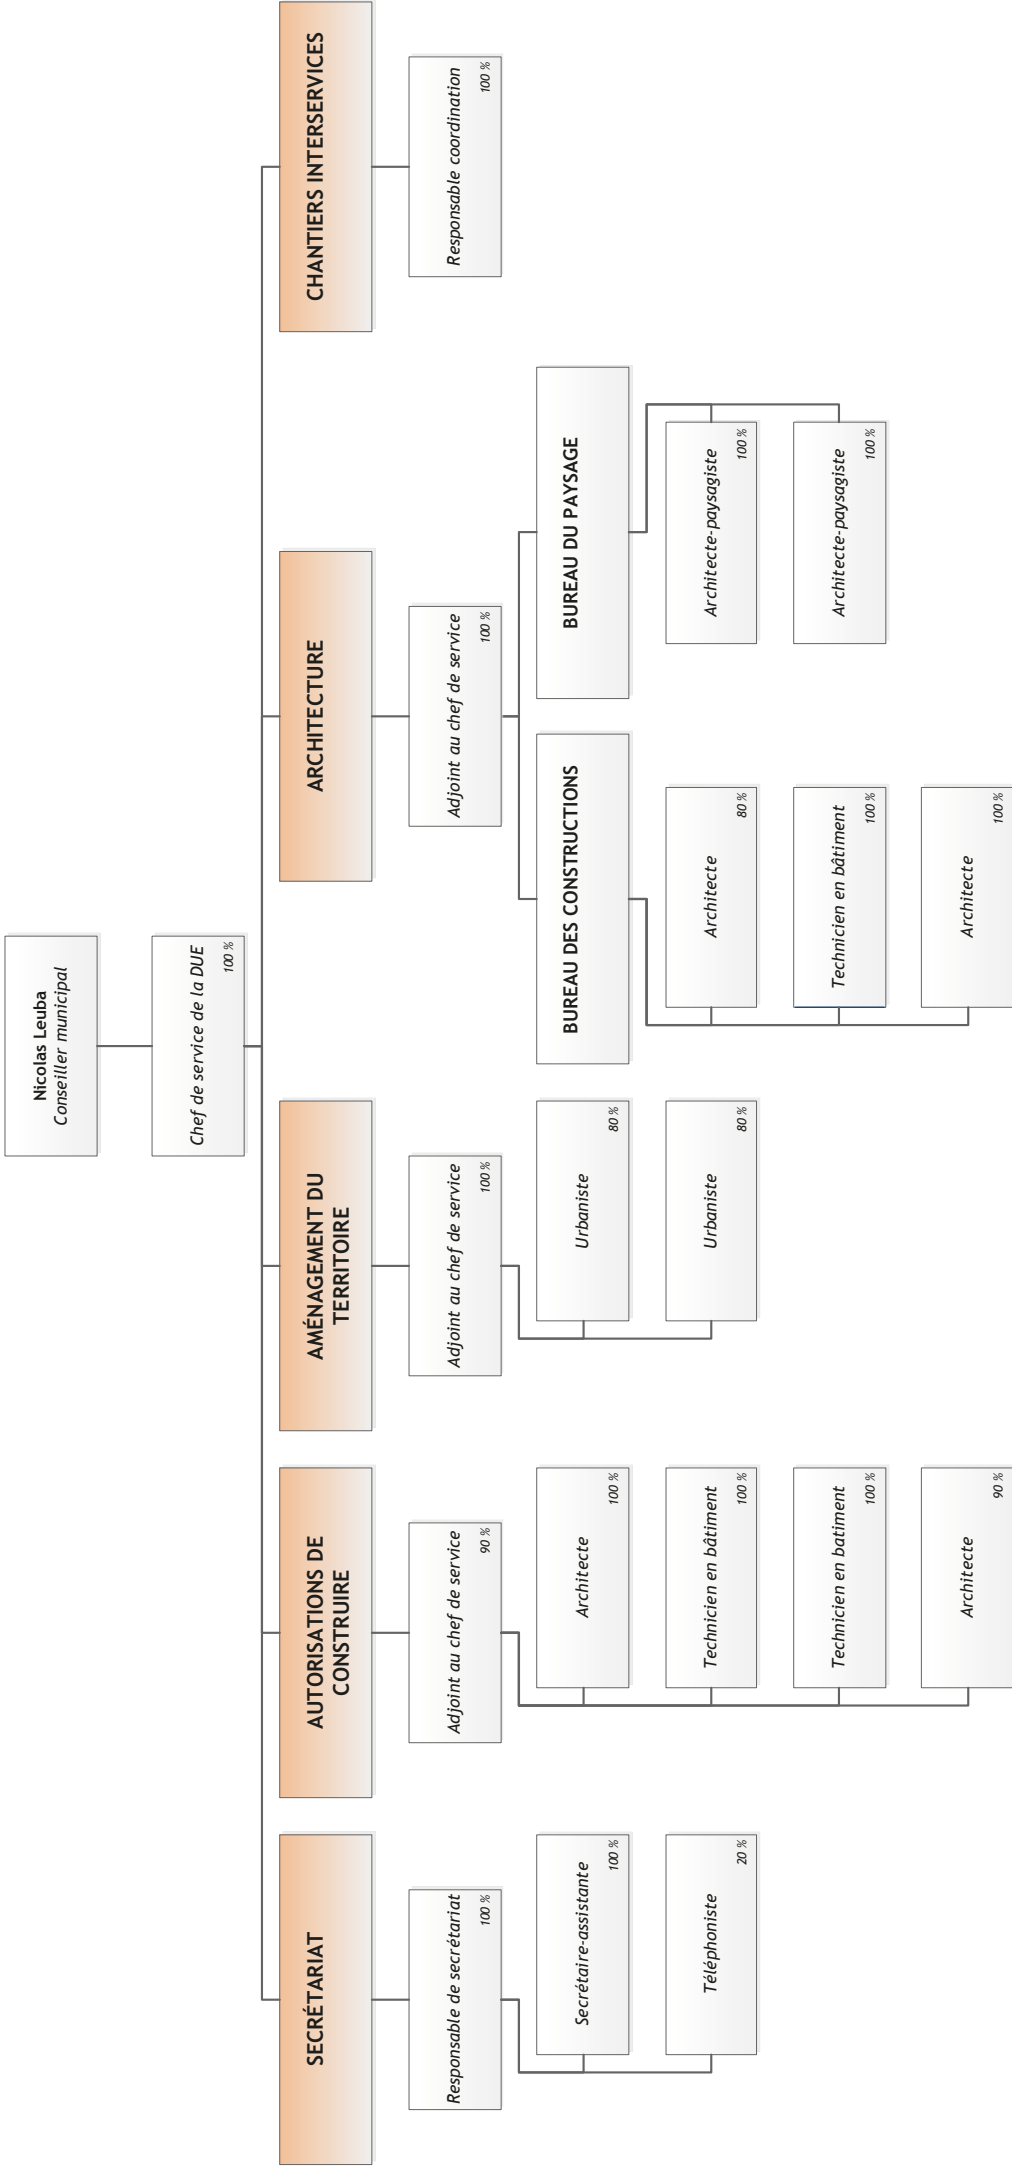 Nicolas Leuba
Conseiller municipal
Chef de service de la DUE
100 %
SECRÉTARIAT
Responsable de secrétariat
100 %
Secrétaire-assistante
100 %
Téléphoniste
20 %
AUTORISATIONS DE
CONSTRUIRE
Adjoint au chef de service
90 %
Architecte
100 %
Technicien en bâtiment
100 %
Technicien en batiment
100 %
Architecte
90 %
AMÉNAGEMENT DU
TERRITOIRE
Adjoint au chef de service
100 %
Urbaniste
80 %
Urbaniste
80 %
ARCHITECTURE
Adjoint au chef de service
100 %
BUREAU DES CONSTRUCTIONS
Architecte
80 %
Technicien en bâtiment
100 %
Architecte
100 %
BUREAU DU PAYSAGE
Architecte-paysagiste
100 %
Architecte-paysagiste
100 %
CHANTIERS INTERSERVICES
Responsable coordination
100 %